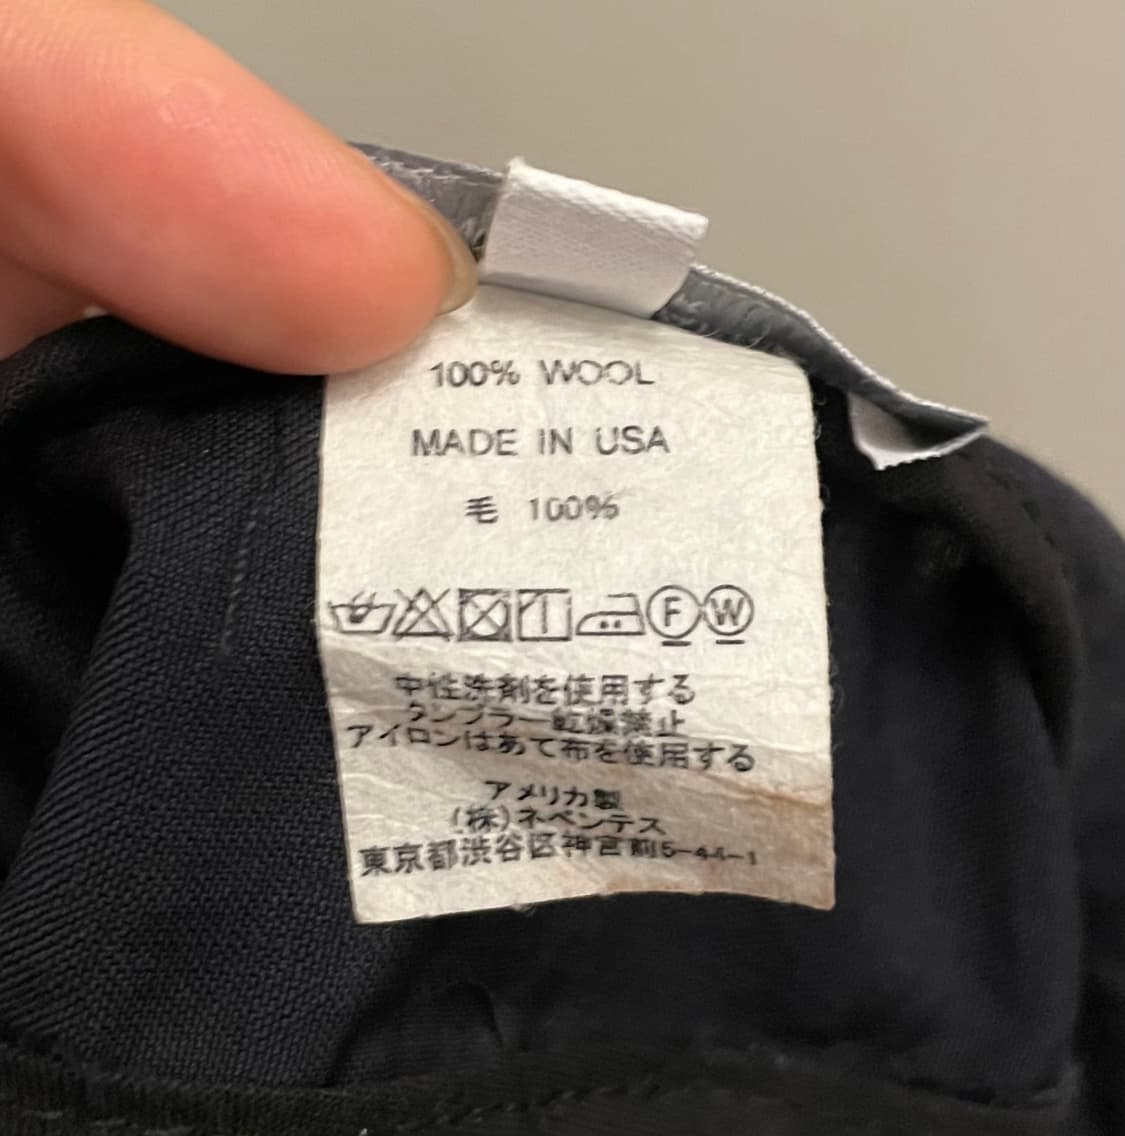 100% WOOL
MADE IN USA
毛 100%
F W
中性洗剤を使用する
タンブラー乾燥禁止
アイロンはあて布を使用する
アメリカ製
(株)ネペンテス
東京都渋谷区神宮前5-44-1